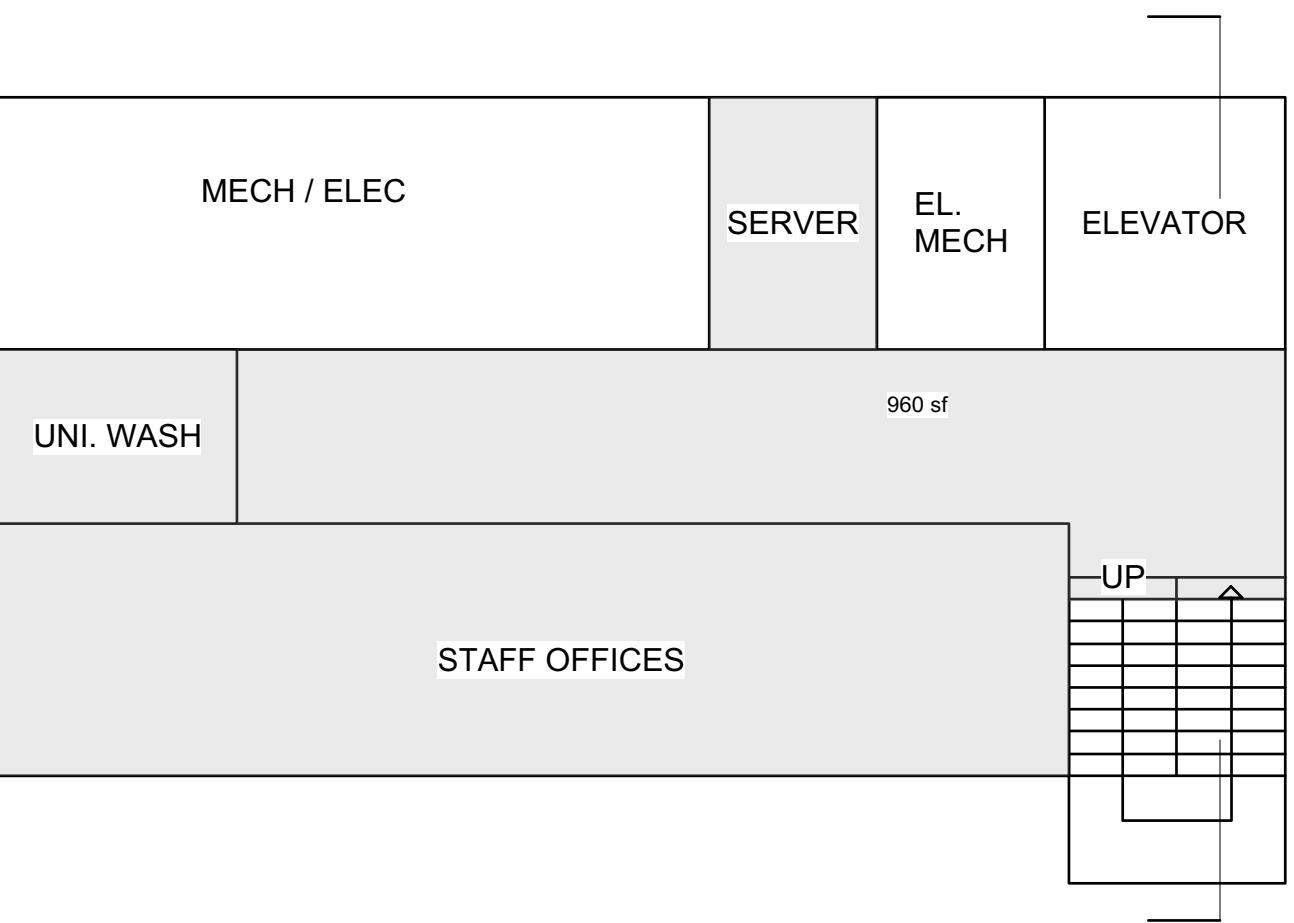 MECH / ELEC
SERVER
EL.
MECH
ELEVATOR
960 sf
UNI. WASH
UP
STAFF OFFICES